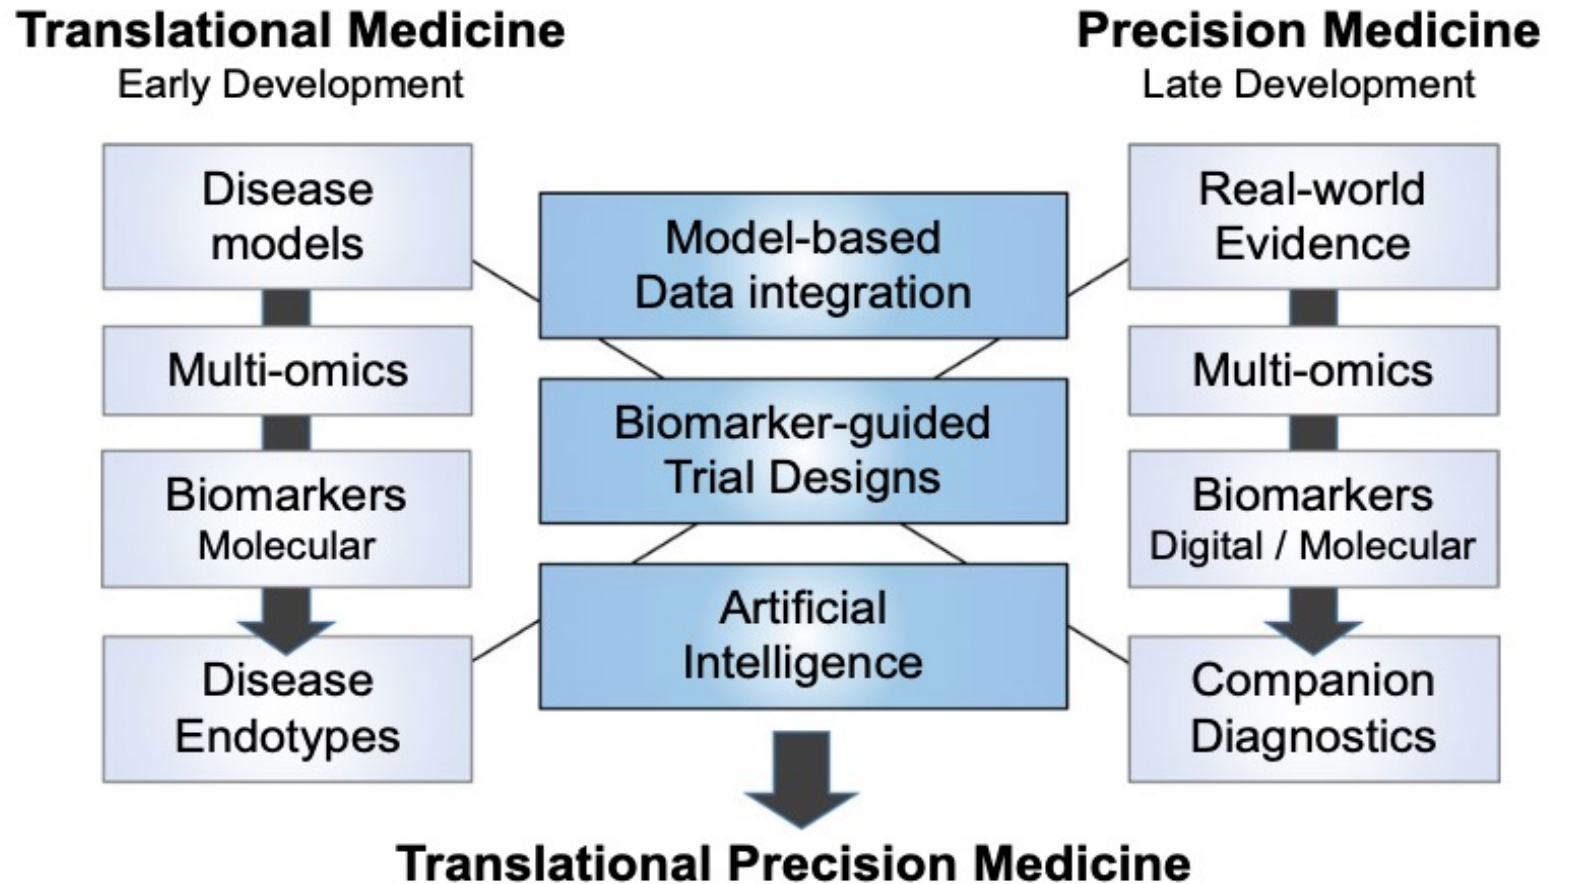 Translational Medicine
Early Development
Disease
models
Multi-omics
Biomarkers
Molecular
Disease
Endotypes
Model-based
Data integration
Biomarker-guided
Trial Designs
Artificial
Intelligence
Precision Medicine
Late Development
Real-world
Evidence
Multi-omics
Biomarkers
Digital / Molecular
Companion
Diagnostics
Translational Precision Medicine